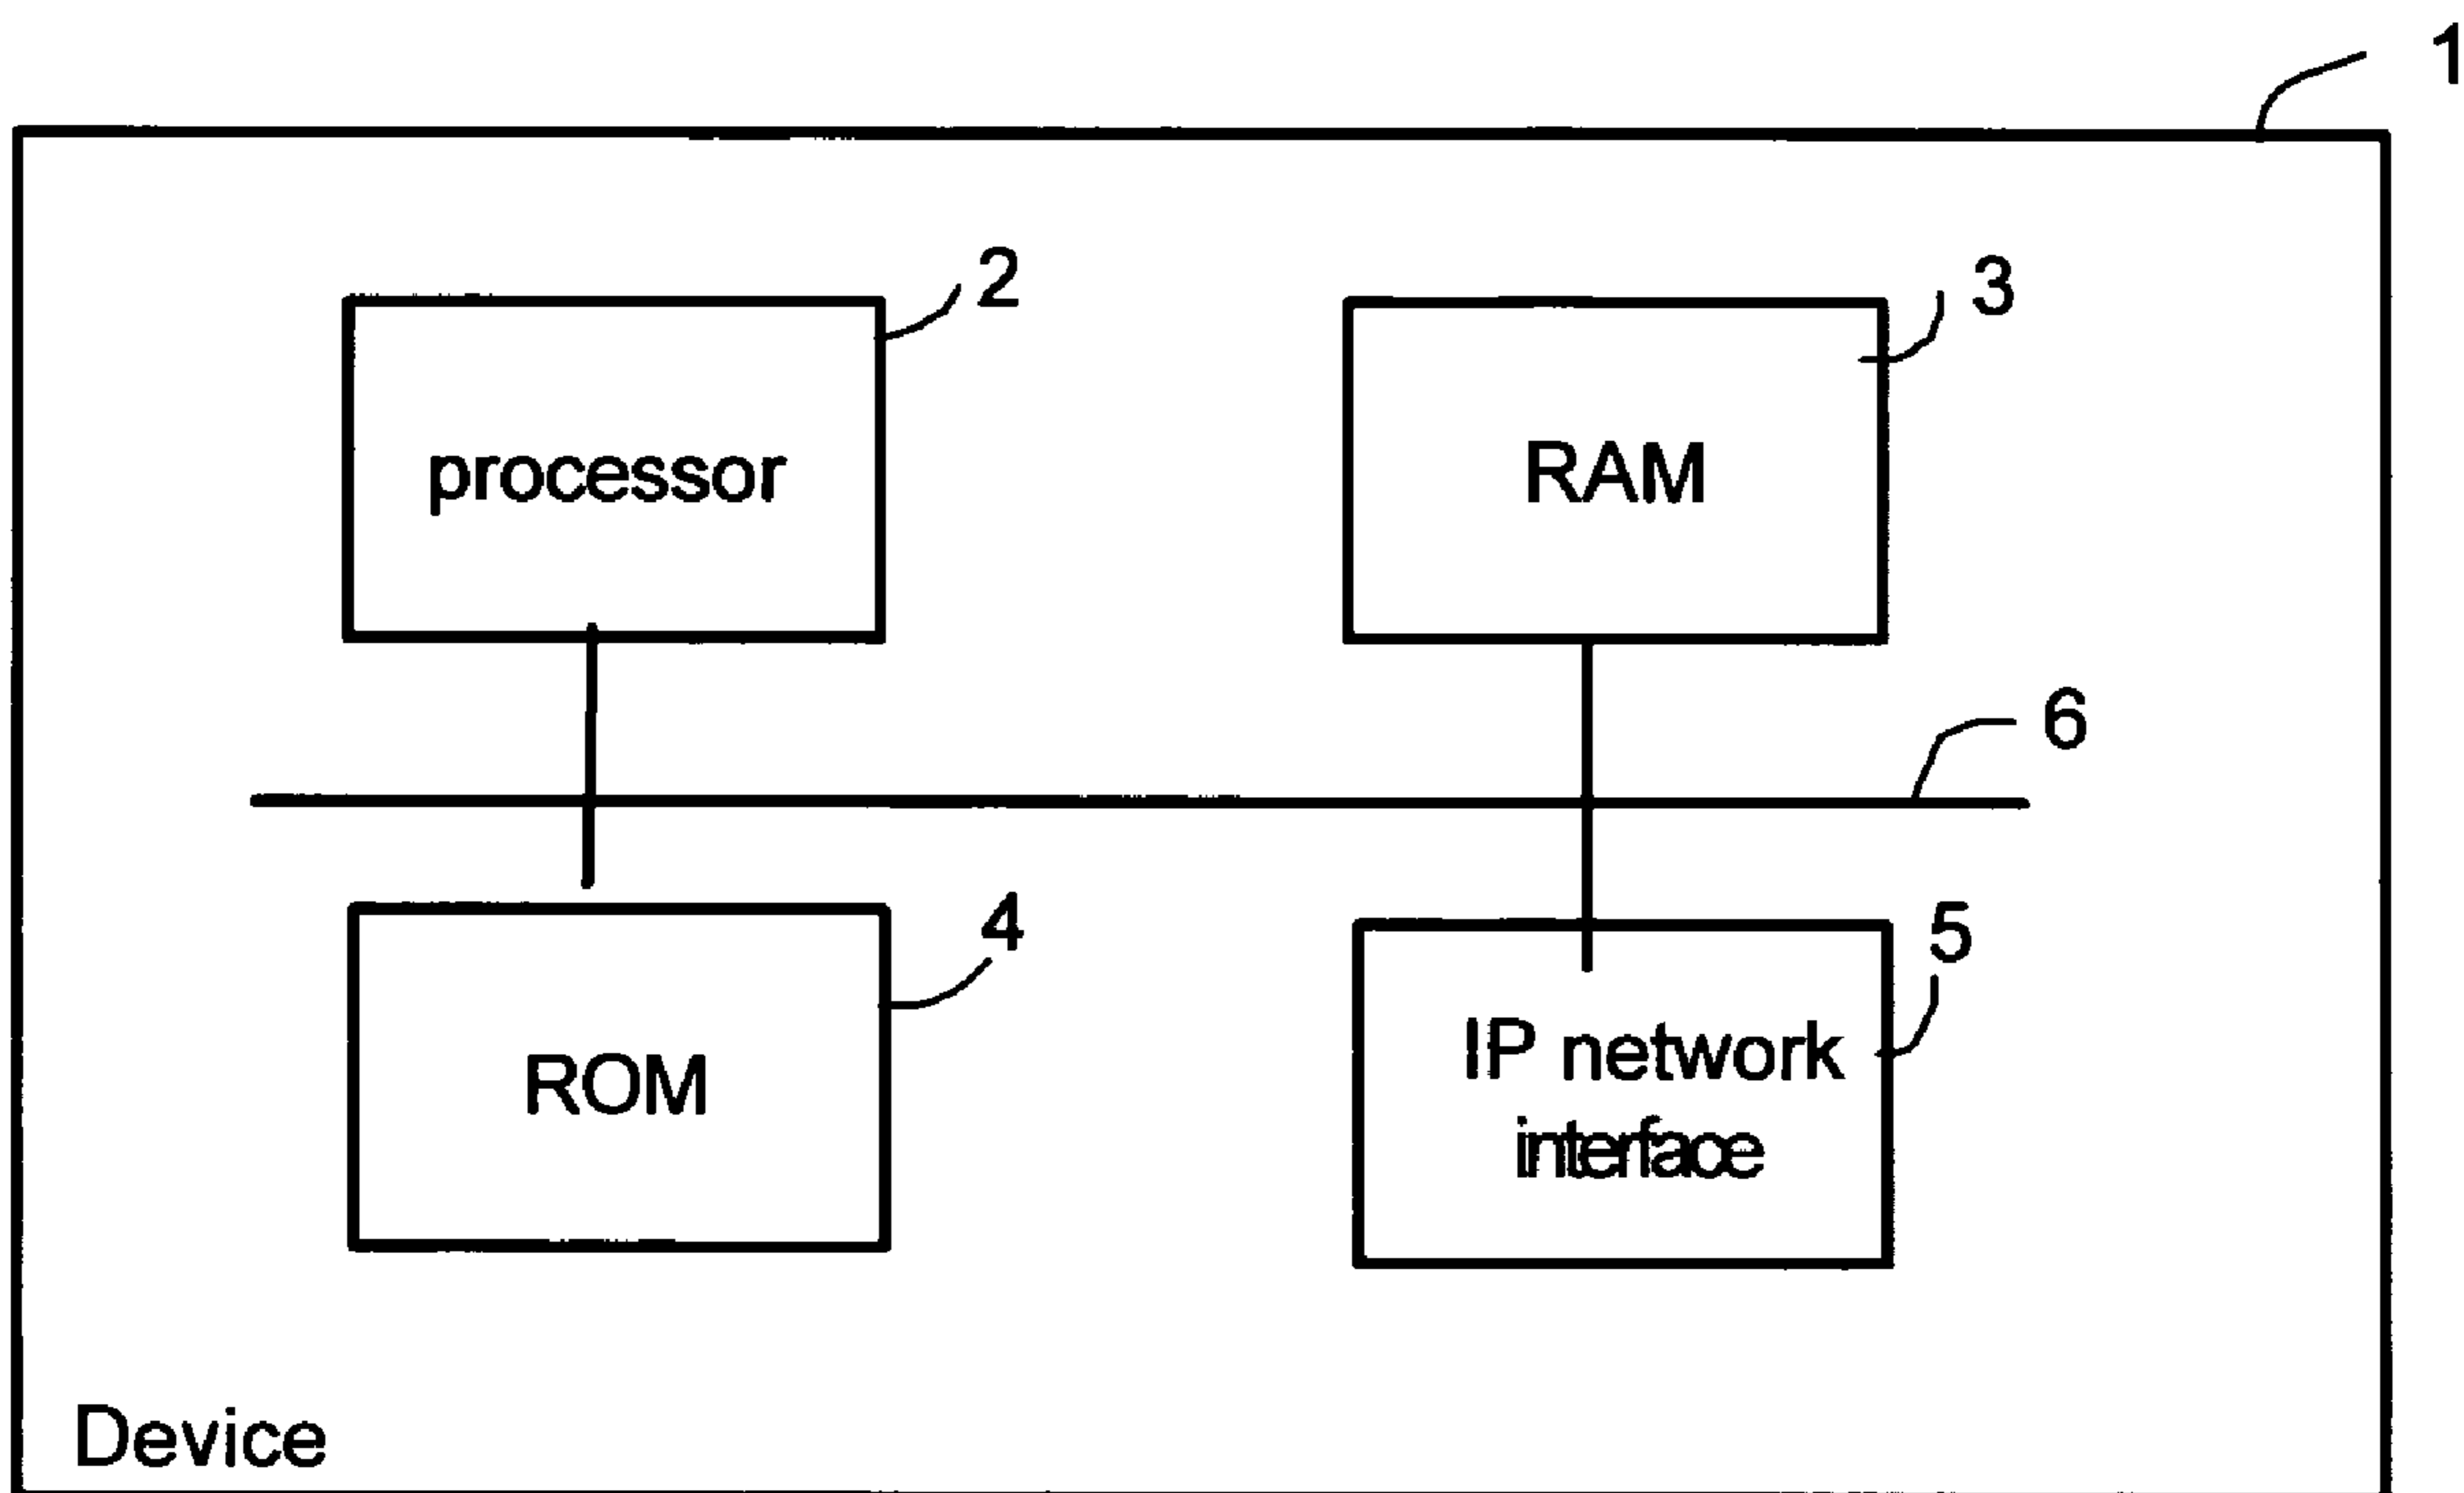 1
2
3
processor
RAM
6
4
5
IP network
interface
ROM
Device